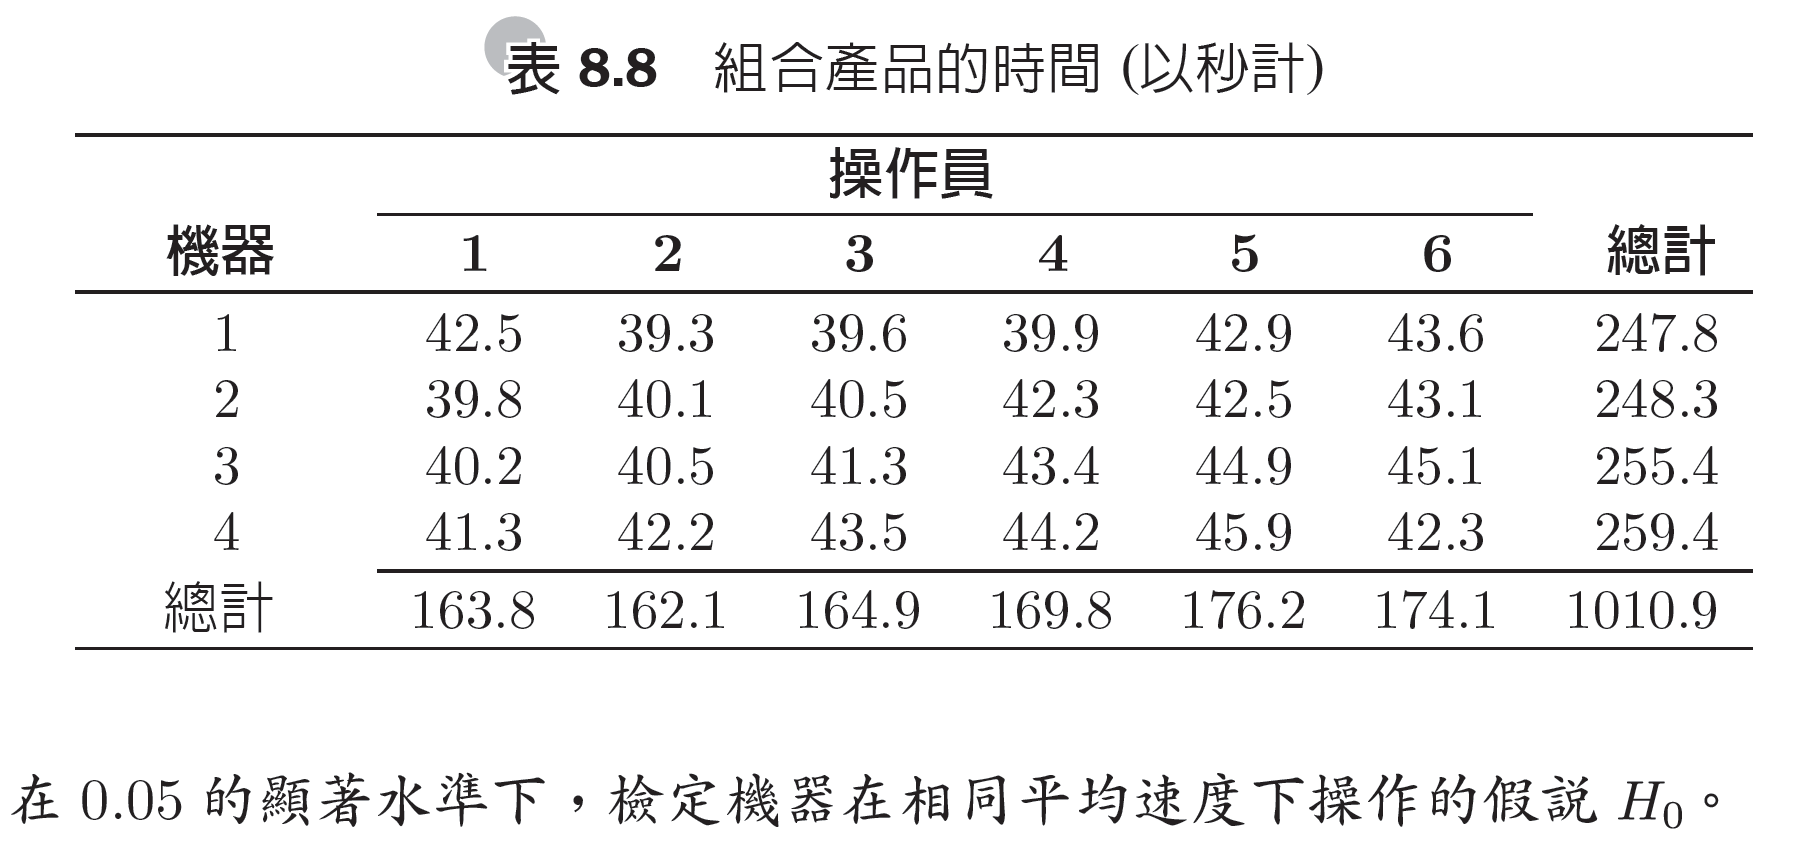 表 8.8 組合產品的時間 (以秒計)
操作員
機器 1 2 3 4 5 6 總計
1 42.5 39.3 39.6 39.9 42.9 43.6 247.8
2 39.8 40.1 40.5 42.3 42.5 43.1 248.3
3 40.2 40.5 41.3 43.4 44.9 45.1 255.4
4 41.3 42.2 43.5 44.2 45.9 42.3 259.4
總計 163.8 162.1 164.9 169.8 176.2 174.1 1010.9
在 0.05 的顯著水準下，檢定機器在相同平均速度下操作的假說 H₀。